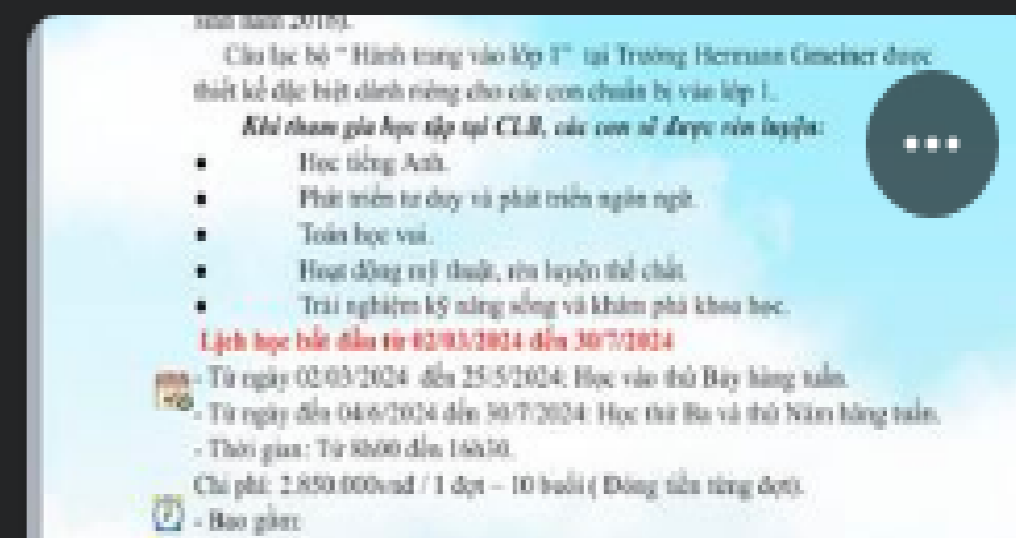 sinh năm 2018).
Câu lạc bộ " Hành trang vào lớp 1" tại Trường Hermann Gmeiner được
thiết kế đặc biệt dành riêng cho các con chuẩn bị vào lớp 1.
Khi tham gia học tập tại CLB, các con sẽ được rèn luyện:
• Học tiếng Anh.
• Phát triển tư duy và phát triển ngôn ngữ.
• Toán học vui.
• Hoạt động mỹ thuật, rèn luyện thể chất.
• Trải nghiệm kỹ năng sống và khám phá khoa học.
Lịch học bắt đầu từ 02/03/2024 đến 30/7/2024
- Từ ngày 02/03/2024 đến 25/5/2024: Học vào thứ Bảy hàng tuần.
- Từ ngày đến 04/6/2024 đến 30/7/2024: Học thứ Ba và thứ Năm hàng tuần.
- Thời gian: Từ 8h00 đến 16h30.
Chi phí: 2.850.000vnđ / 1 đợt – 10 buổi ( Đóng tiền từng đợt).
- Bao gồm: